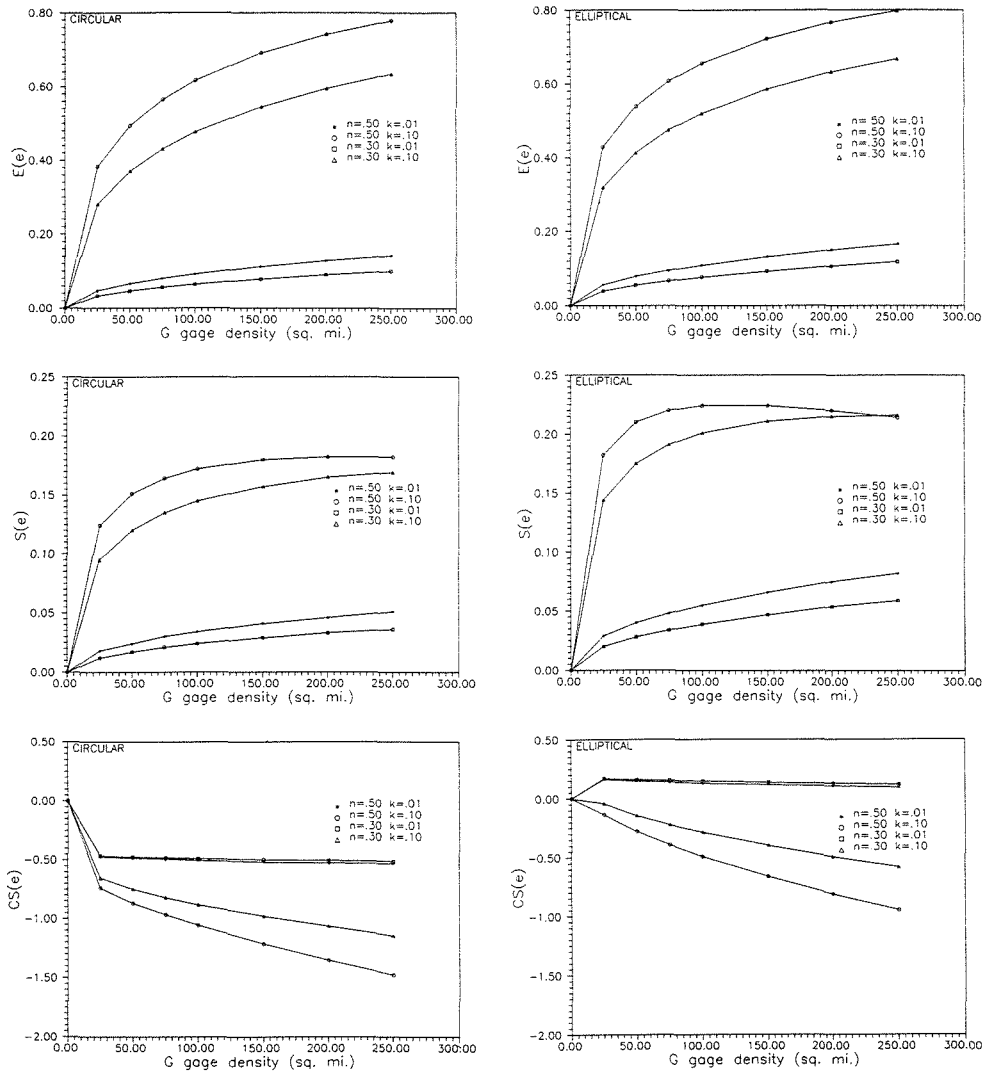 CIRCULAR
0.80
0.60
0.40
0.20
0.00
E(e)
n=.50 k=.01
n=.50 k=.10
n=.30 k=.01
n=.30 k=.10
0.00 50.00 100.00 150.00 200.00 250.00 300.00
G gage density (sq. mi.)
ELLIPTICAL
0.80
0.60
0.40
0.20
0.00
E(e)
n=.50 k=.01
n=.50 k=.10
n=.30 k=.01
n=.30 k=.10
0.00 50.00 100.00 150.00 200.00 250.00 300.00
G gage density (sq. mi.)
CIRCULAR
0.25
0.20
0.15
0.10
0.05
0.00
S(e)
n=.50 k=.01
n=.50 k=.10
n=.30 k=.01
n=.30 k=.10
0.00 50.00 100.00 150.00 200.00 250.00 300.00
G gage density (sq. mi.)
ELLIPTICAL
0.25
0.20
0.15
0.10
0.05
0.00
S(e)
n=.50 k=.01
n=.50 k=.10
n=.30 k=.01
n=.30 k=.10
0.00 50.00 100.00 150.00 200.00 250.00 300.00
G gage density (sq. mi.)
CIRCULAR
0.50
0.00
-0.50
-1.00
-1.50
-2.00
CS(e)
n=.50 k=.01
n=.50 k=.10
n=.30 k=.01
n=.30 k=.10
0.00 50.00 100.00 150.00 200.00 250.00 300.00
G gage density (sq. mi.)
ELLIPTICAL
0.50
0.00
-0.50
-1.00
-1.50
-2.00
CS(e)
n=.50 k=.01
n=.50 k=.10
n=.30 k=.01
n=.30 k=.10
0.00 50.00 100.00 150.00 200.00 250.00 300.00
G gage density (sq. mi.)